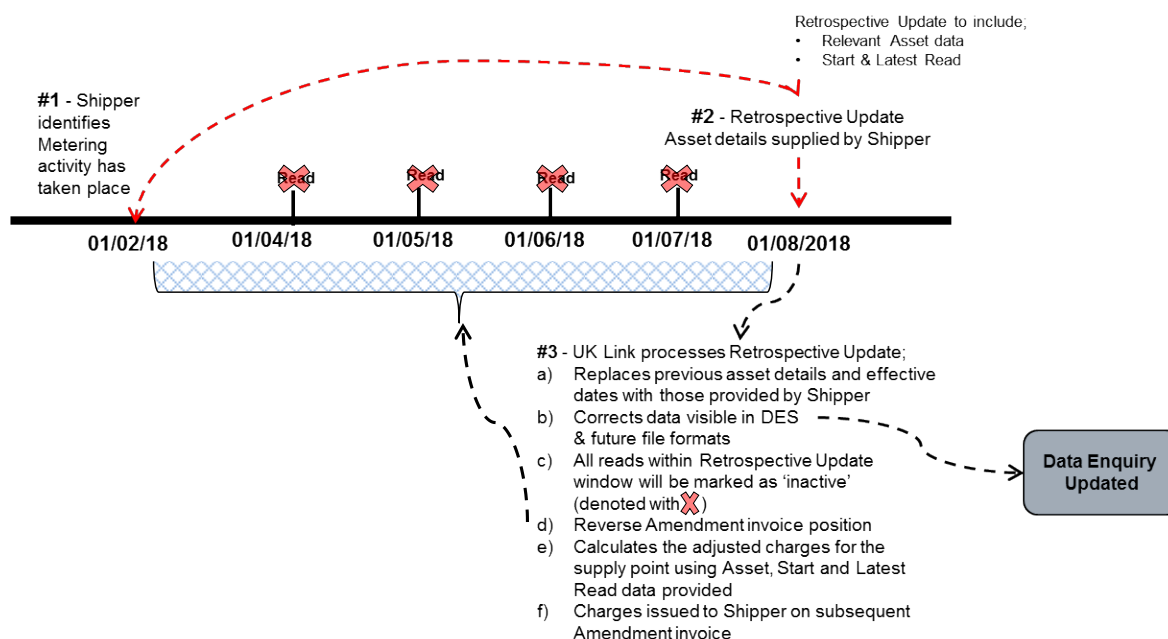 Retrospective Update to include;
• Relevant Asset data
• Start & Latest Read
#1 - Shipper
identifies
Metering
activity has
taken place
#2 - Retrospective Update
Asset details supplied by Shipper
Read
Read
Read
Read
01/02/18
01/04/18
01/05/18
01/06/18
01/07/18
01/08/2018
#3 - UK Link processes Retrospective Update;
a) Replaces previous asset details and effective
dates with those provided by Shipper
b) Corrects data visible in DES
& future file formats
c) All reads within Retrospective Update
window will be marked as ‘inactive’
(denoted with )
d) Reverse Amendment invoice position
e) Calculates the adjusted charges for the
supply point using Asset, Start and Latest
Read data provided
f) Charges issued to Shipper on subsequent
Amendment invoice
Data Enquiry
Updated